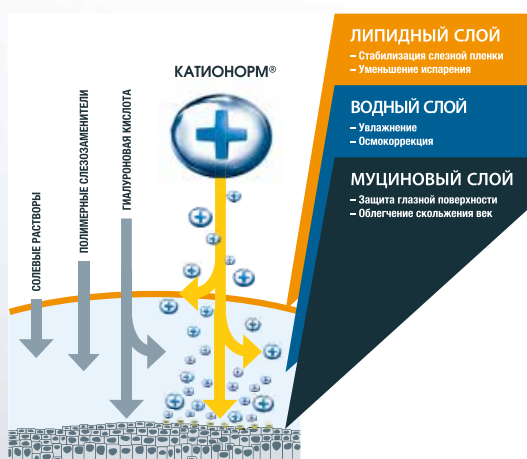 ЛИПИДНЫЙ СЛОЙ
– Стабилизация слезной пленки
– Уменьшение испарения
КАТИОНОРМ®
ВОДНЫЙ СЛОЙ
– Увлажнение
– Осмокоррекция
МУЦИНОВЫЙ СЛОЙ
– Защита глазной поверхности
– Облегчение скольжения век
СОЛЕВЫЕ РАСТВОРЫ
ПОЛИМЕРНЫЕ СЛЕЗОЗАМЕНИТЕЛИ
ГИАЛУРОНОВАЯ КИСЛОТА